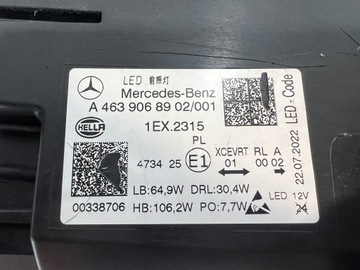 LED 前照灯
Mercedes-Benz
A 463 906 89 02/001
HELLA
1EX.2315
PL
4734 25 E1
XCEVRT RL A
01 00 02
LB:64,9W DRL:30,4W
00338706 HB:106,2W PO:7,7W LED 12V
LED-Code
22.07.2022